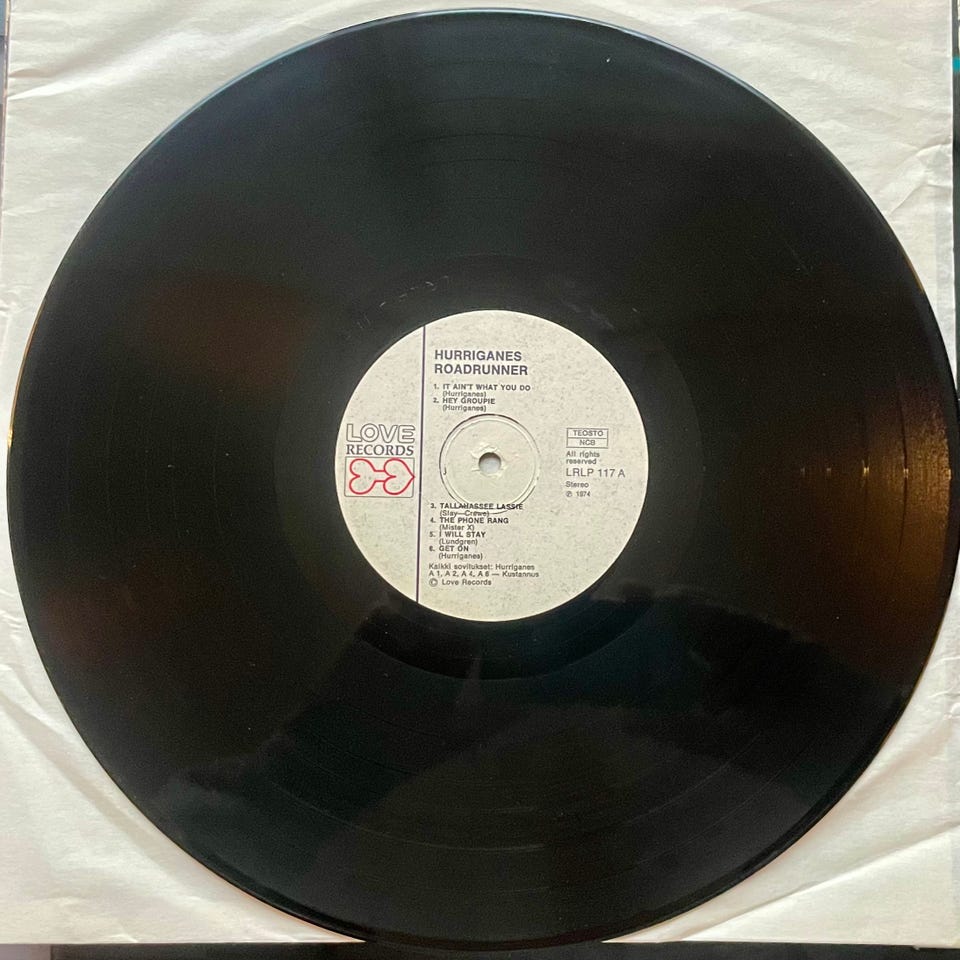 HURRIGANES
ROADRUNNER
1. IT AIN'T WHAT YOU DO
(Hurriganes)
2. HEY GROUPIE
(Hurriganes)
LOVE
RECORDS
TEOSTO
NCB
All rights
reserved
LRLP 117 A
Stereo
℗ 1974
3. TALLAHASSEE LASSIE
(Slay—Crewe)
4. THE PHONE RANG
(Mister X)
5. I WILL STAY
(Lundgren)
6. GET ON
(Hurriganes)
Kaikki sovitukset: Hurriganes
A 1, A 2, A 4, A 6 — Kustannus
© Love Records